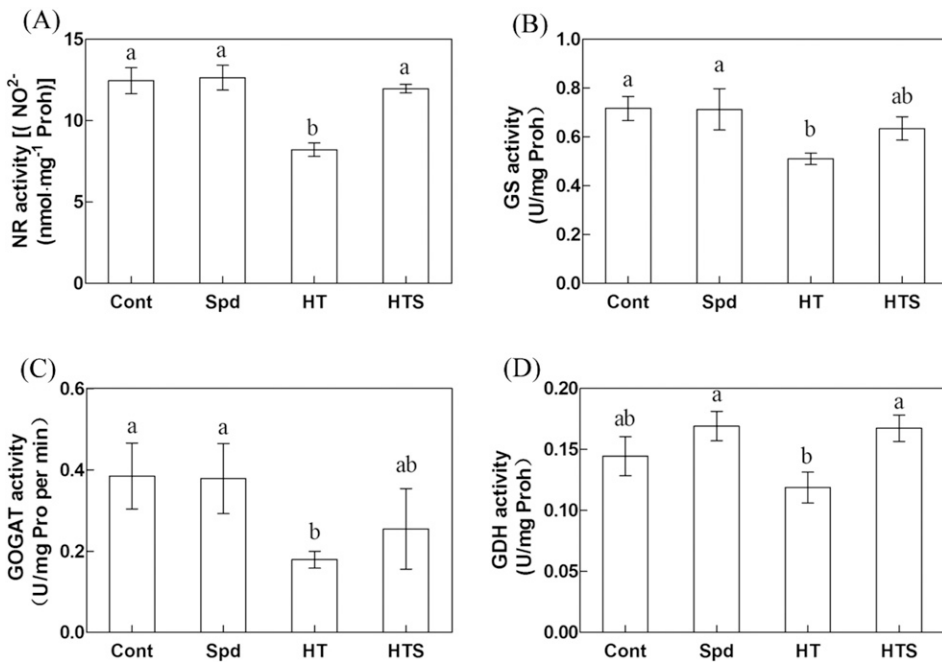 (A)
NR activity [( NO²⁻
(nmol·mg⁻¹ Proh)]
15
10
5
0
a
a
b
a
Cont
Spd
HT
HTS
(B)
GS activity
(U/mg Proh)
1.0
0.8
0.6
0.4
0.2
0.0
a
a
b
ab
Cont
Spd
HT
HTS
(C)
GOGAT activity
(U/mg Pro per min)
0.6
0.4
0.2
0.0
a
a
b
ab
Cont
Spd
HT
HTS
(D)
GDH activity
(U/mg Proh)
0.20
0.15
0.10
0.05
0.00
ab
a
b
a
Cont
Spd
HT
HTS